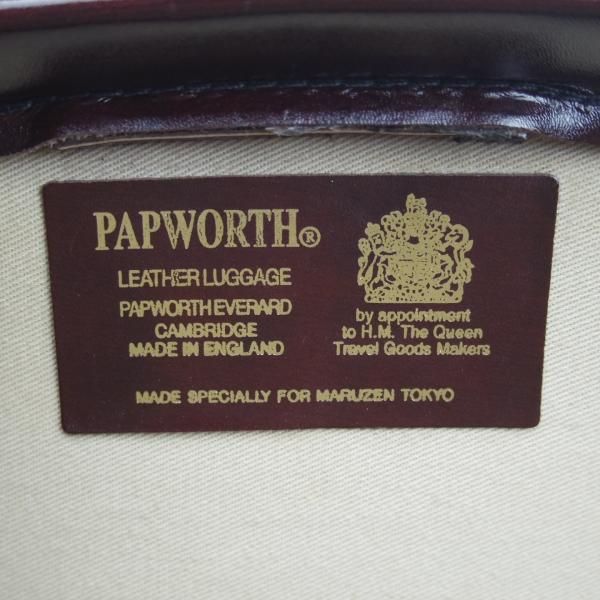 PAPWORTH®
LEATHER LUGGAGE
PAPWORTH EVERARD
CAMBRIDGE
MADE IN ENGLAND
by appointment
to H.M. The Queen
Travel Goods Makers
MADE SPECIALLY FOR MARUZEN TOKYO